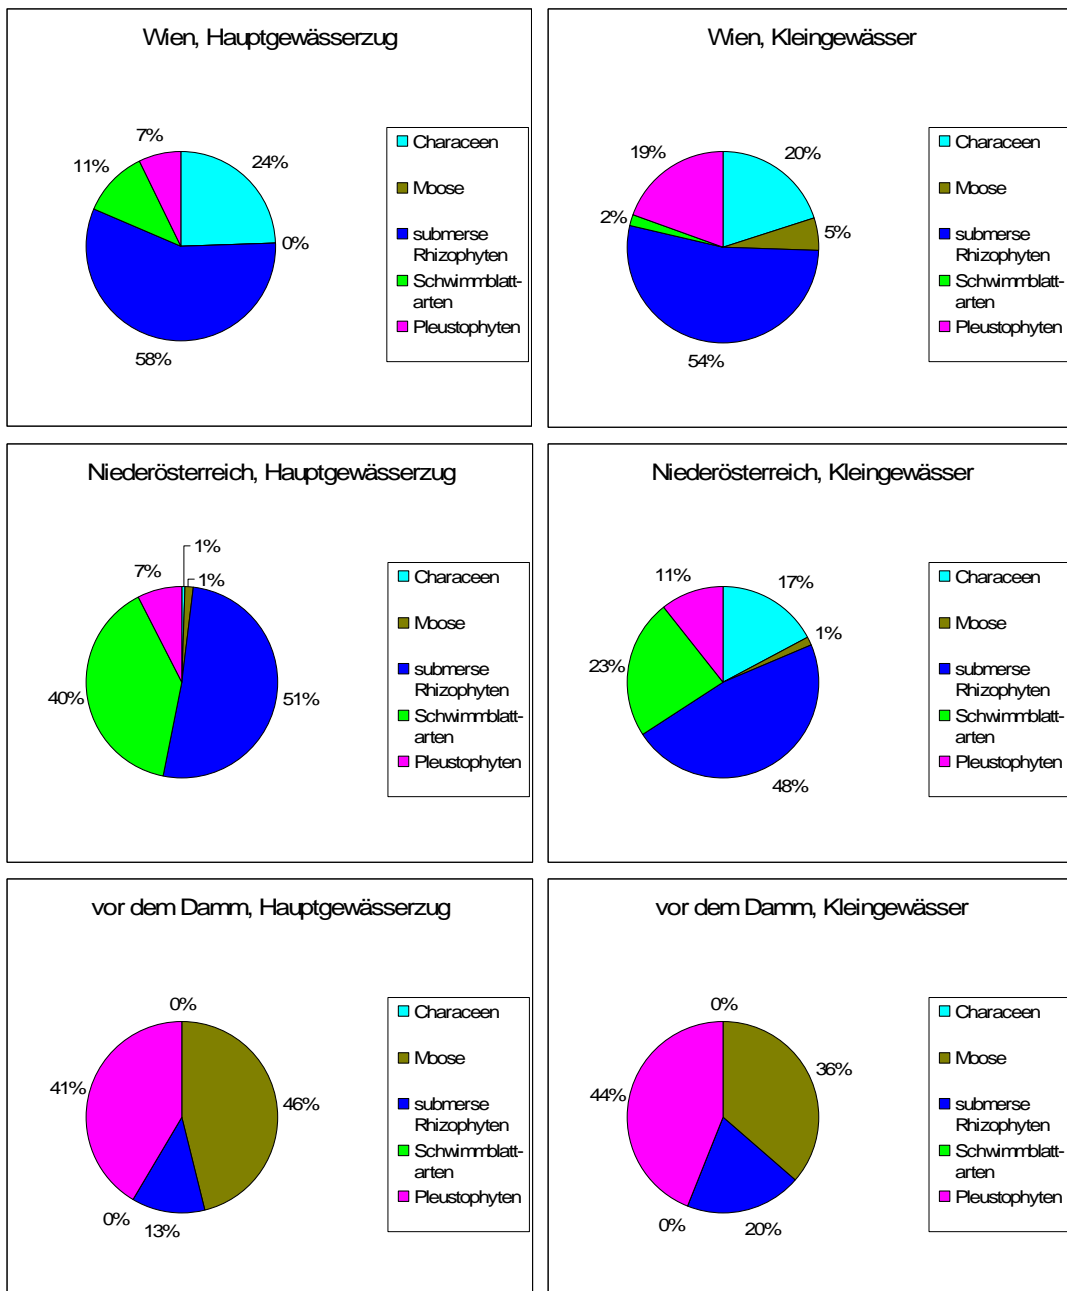 Wien, Hauptgewässerzug
7%
11%
24%
0%
58%
Characeen
Moose
submerse
Rhizophyten
Schwimmblatt-
arten
Pleustophyten
Wien, Kleingewässer
19%
20%
2%
5%
54%
Characeen
Moose
submerse
Rhizophyten
Schwimmblatt-
arten
Pleustophyten
Niederösterreich, Hauptgewässerzug
1%
7%
1%
40%
51%
Characeen
Moose
submerse
Rhizophyten
Schwimmblatt-
arten
Pleustophyten
Niederösterreich, Kleingewässer
11%
17%
1%
23%
48%
Characeen
Moose
submerse
Rhizophyten
Schwimmblatt-
arten
Pleustophyten
vor dem Damm, Hauptgewässerzug
0%
41%
46%
0%
13%
Characeen
Moose
submerse
Rhizophyten
Schwimmblatt-
arten
Pleustophyten
vor dem Damm, Kleingewässer
0%
36%
44%
0%
20%
Characeen
Moose
submerse
Rhizophyten
Schwimmblatt-
arten
Pleustophyten